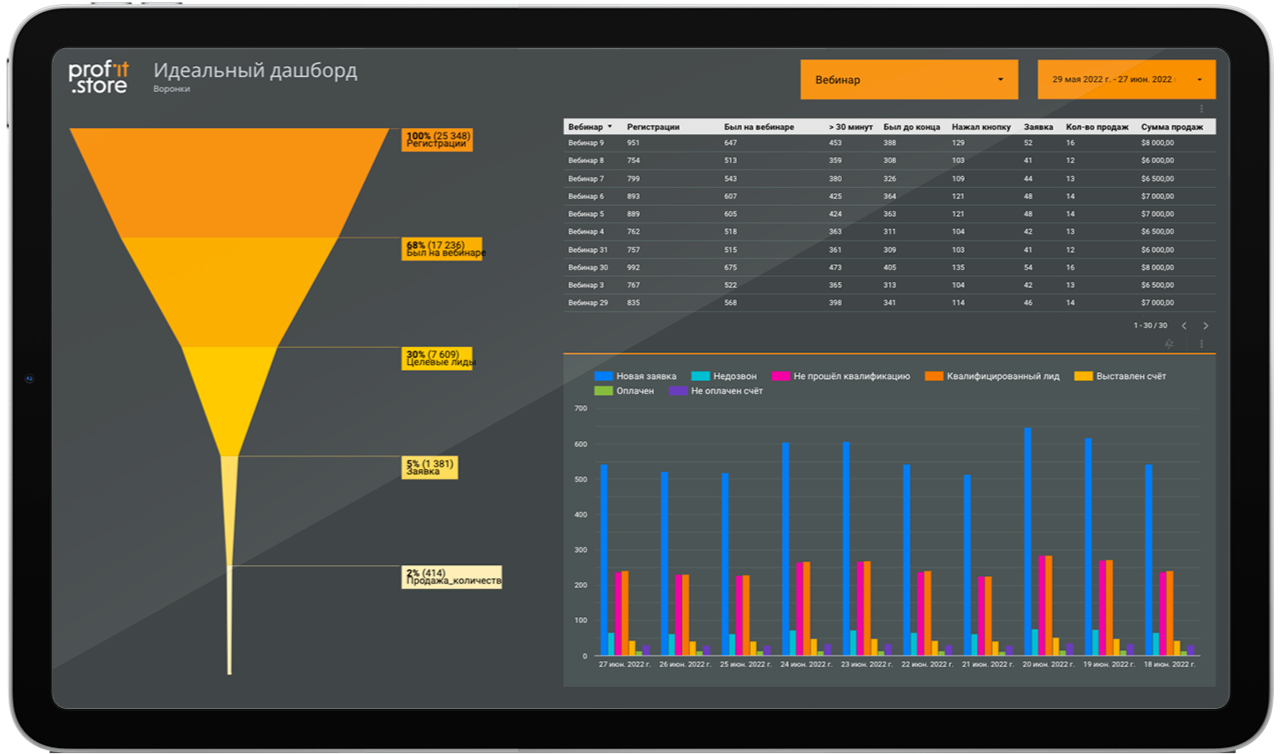 prof it
.store
Идеальный дашборд
Воронки
Вебинар
29 мая 2022 г. - 27 июн. 2022
100% (25 348)
Регистрации
68% (17 236)
Был на вебинаре
30% (7 609)
Целевые лиды
5% (1 381)
Заявка
2% (414)
Продажа_количеств
Вебинар Регистрации Был на вебинаре > 30 минут Был до конца Нажал кнопку Заявка Кол-во продаж Сумма продаж
Вебинар 9 951 647 453 388 129 52 16 $8 000,00
Вебинар 8 754 513 359 308 103 41 12 $6 000,00
Вебинар 7 799 543 380 326 109 44 13 $6 500,00
Вебинар 6 893 607 425 364 121 48 14 $7 000,00
Вебинар 5 889 605 424 363 121 48 14 $7 000,00
Вебинар 4 762 518 363 311 104 42 13 $6 500,00
Вебинар 31 757 515 361 309 103 41 12 $6 000,00
Вебинар 30 992 675 473 405 135 54 16 $8 000,00
Вебинар 3 767 522 365 313 104 42 13 $6 500,00
Вебинар 29 835 568 398 341 114 46 14 $7 000,00
1 - 30 / 30
Новая заявка Недозвон Не прошёл квалификацию Квалифицированный лид Выставлен счёт
Оплачен Не оплачен счёт
700
600
500
400
300
200
100
0
27 июн. 2022 г. 26 июн. 2022 г. 25 июн. 2022 г. 24 июн. 2022 г. 23 июн. 2022 г. 22 июн. 2022 г. 21 июн. 2022 г. 20 июн. 2022 г. 19 июн. 2022 г. 18 июн. 2022 г.